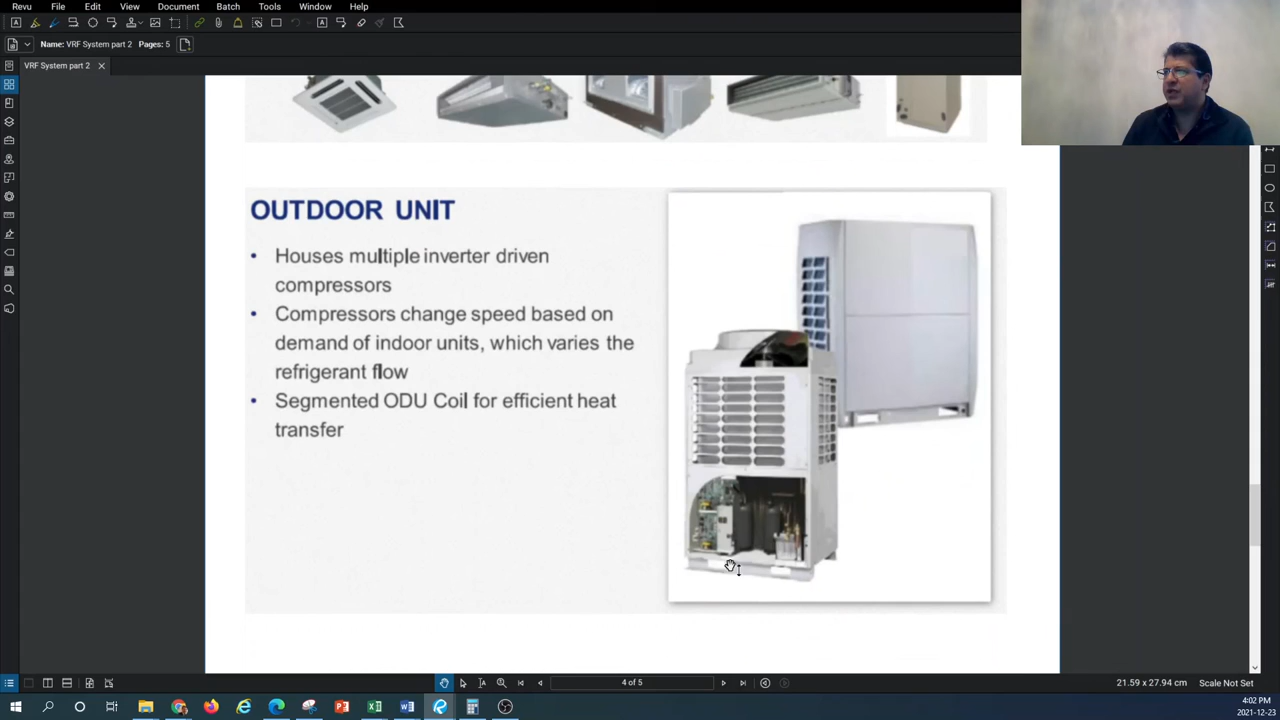 Revu File Edit View Document Batch Tools Window Help
Name: VRF System part 2 Pages: 5
VRF System part 2
OUTDOOR UNIT
• Houses multiple inverter driven
compressors
• Compressors change speed based on
demand of indoor units, which varies the
refrigerant flow
• Segmented ODU Coil for efficient heat
transfer
4 of 5
21.59 x 27.94 cm Scale Not Set
4:02 PM
2021-12-23